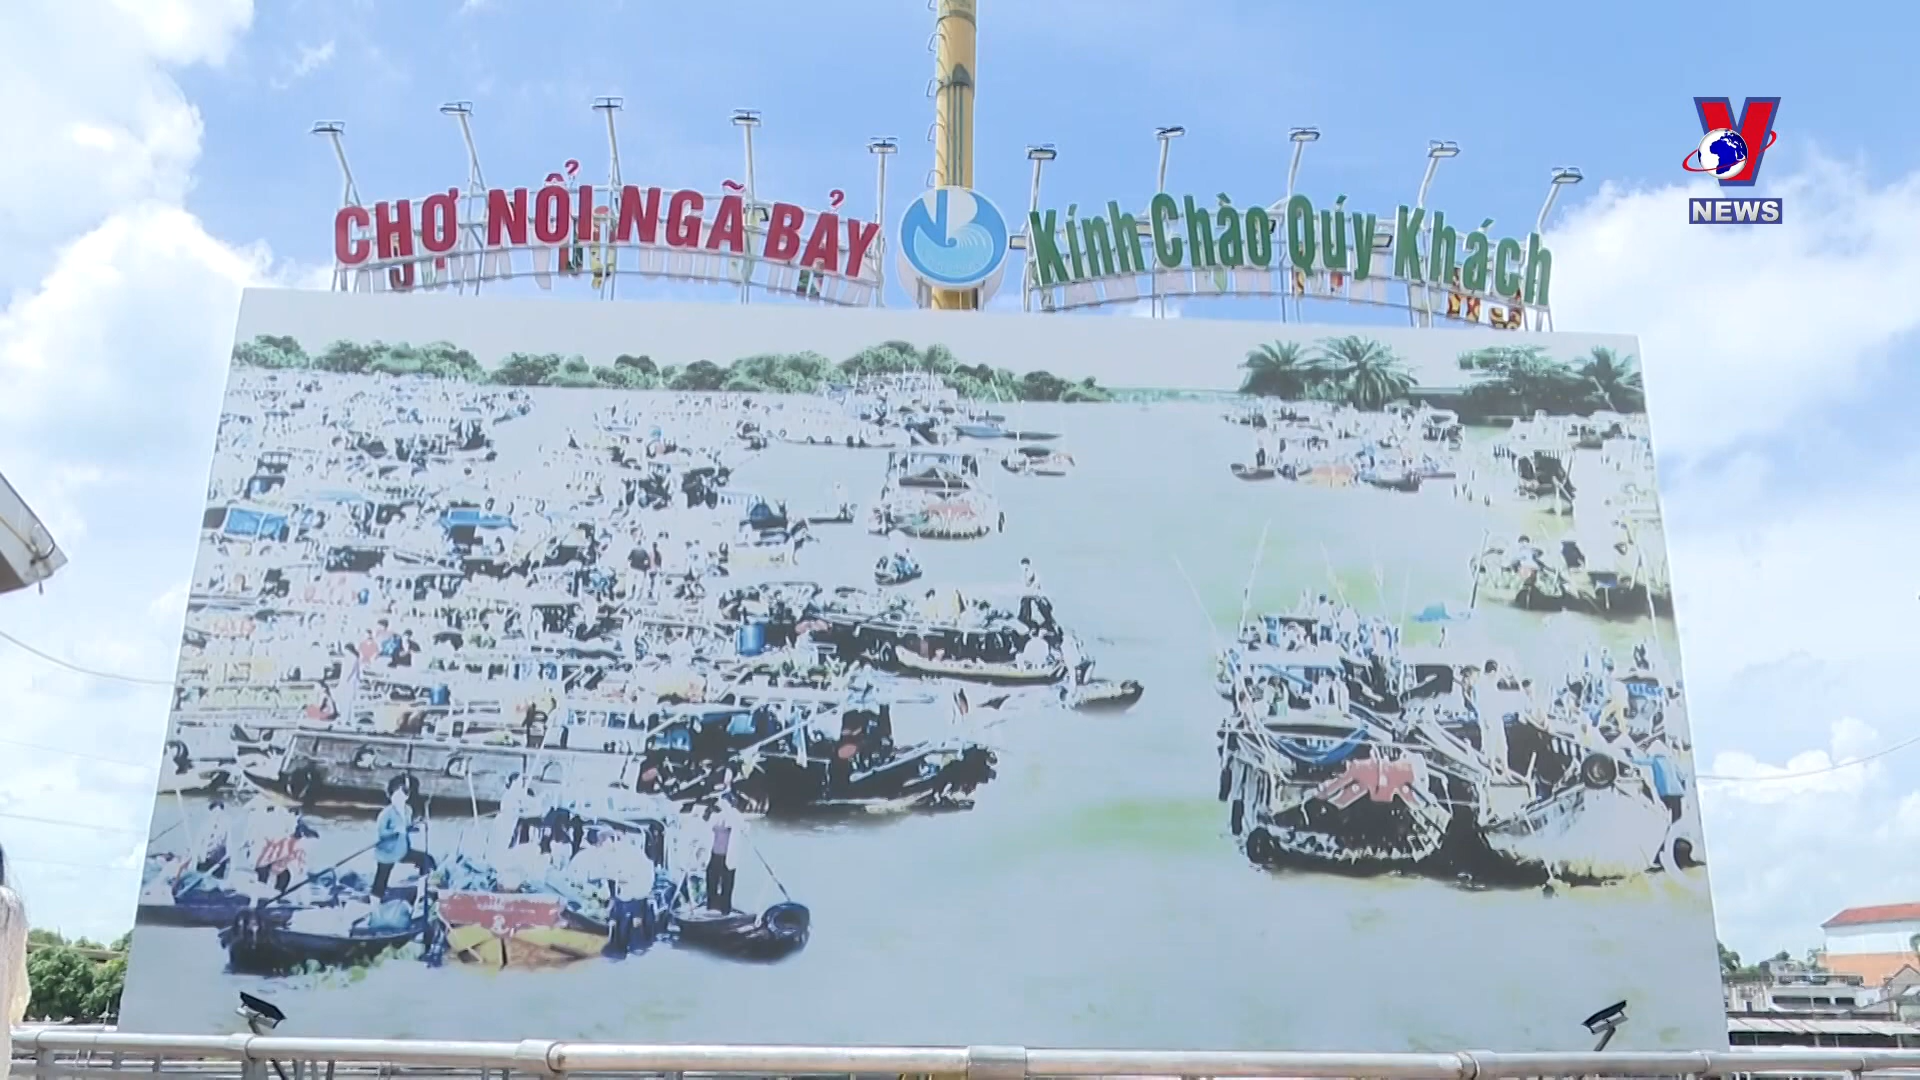 CHỢ NỔI NGÃ BẢY
Kính Chào Quý Khách
V
NEWS